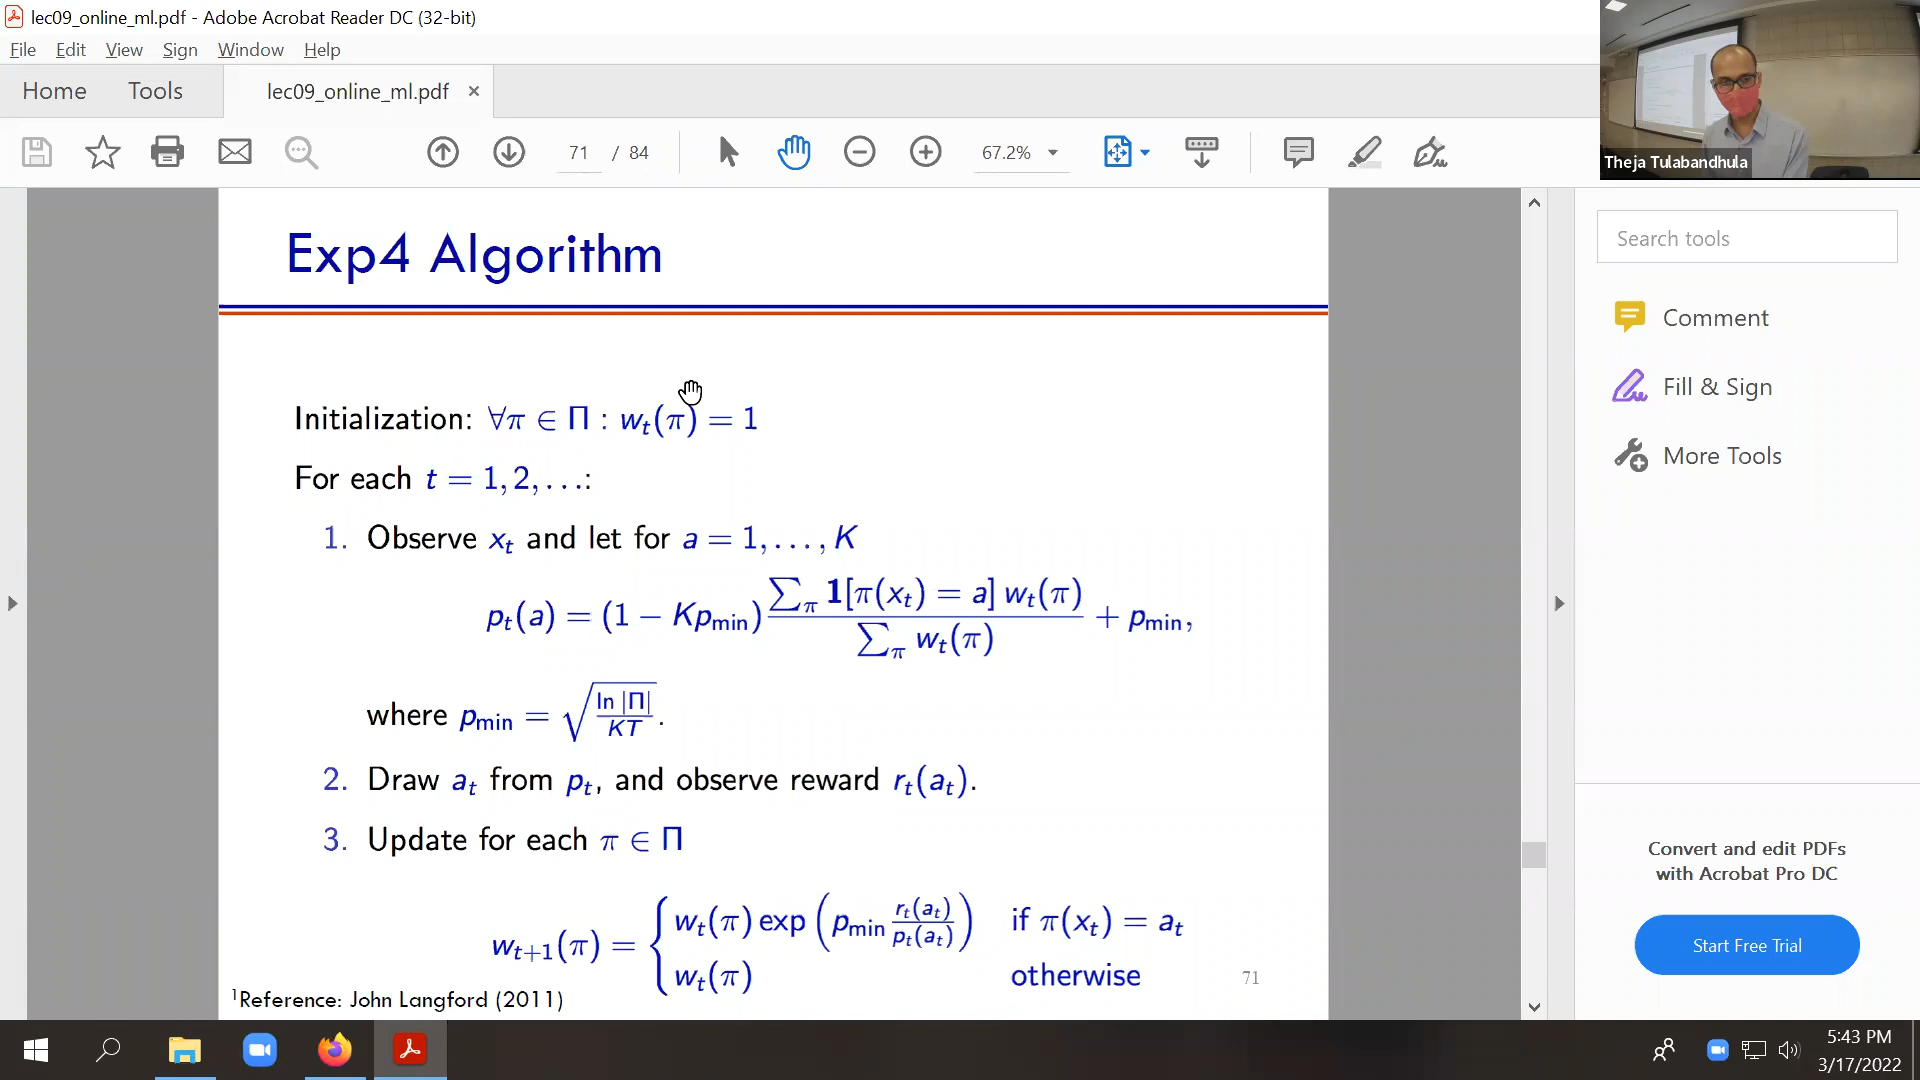 lec09_online_ml.pdf - Adobe Acrobat Reader DC (32-bit)
File Edit View Sign Window Help
Home Tools lec09_online_ml.pdf ×
71 / 84 67.2%
Theja Tulabandhula
Exp4 Algorithm
Initialization: ∀π ∈ Π : w_t(π) = 1
For each t = 1, 2, . . .:
1. Observe x_t and let for a = 1, . . . , K
p_t(a) = (1 − Kp_min) \frac{∑_π 1[π(x_t) = a] w_t(π)}{∑_π w_t(π)} + p_min,
where p_min = \sqrt{\frac{ln |Π|}{KT}}.
2. Draw a_t from p_t, and observe reward r_t(a_t).
3. Update for each π ∈ Π
w_{t+1}(π) = { w_t(π) exp (p_min \frac{r_t(a_t)}{p_t(a_t)}) if π(x_t) = a_t
w_t(π) otherwise
71
¹Reference: John Langford (2011)
Search tools
Comment
Fill & Sign
More Tools
Convert and edit PDFs
with Acrobat Pro DC
Start Free Trial
5:43 PM
3/17/2022